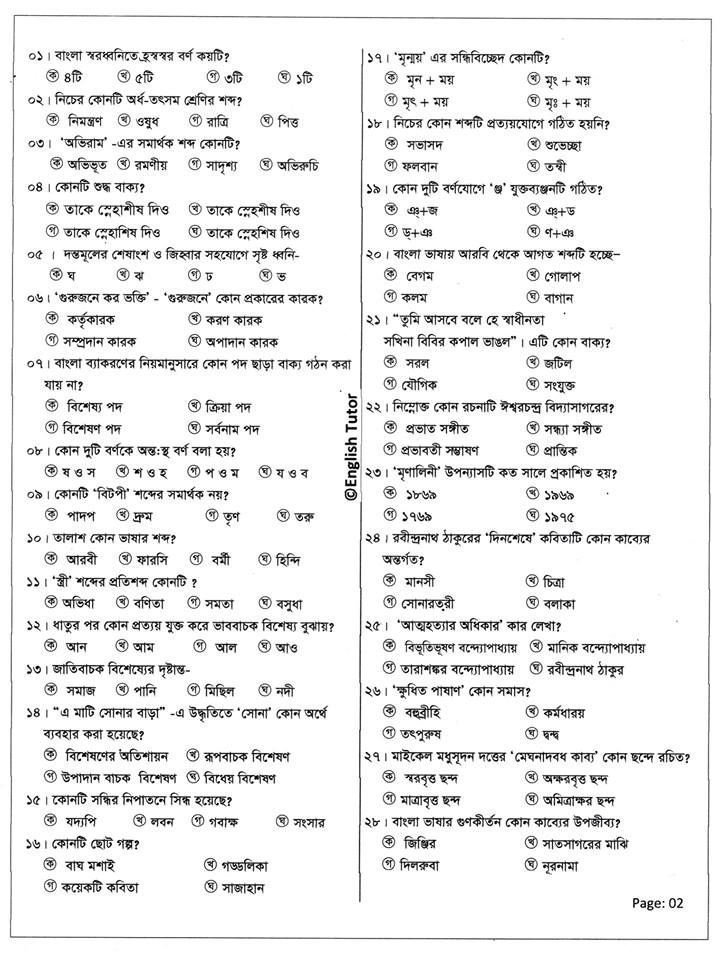 ০১। বাংলা স্বরধ্বনিতে হ্রস্বস্বর বর্ণ কয়টি?
ক ৪টি খ ৫টি গ ৩টি ঘ ১টি
০২। নিচের কোনটি অর্ধ-তৎসম শ্রেণির শব্দ?
ক নিমন্ত্রণ খ ওষুধ গ রাত্রি ঘ পিত্ত
০৩। ‘অভিরাম’ -এর সমার্থক শব্দ কোনটি?
ক অভিভূত খ রমণীয় গ সাদৃশ্য ঘ অভিরুচি
০৪। কোনটি শুদ্ধ বাক্য?
ক তাকে স্নেহাশীষ দিও খ তাকে স্নেহশীষ দিও
গ তাকে স্নেহাশিষ দিও ঘ তাকে স্নেহশিষ দিও
০৫। দন্তমূলের শেষাংশ ও জিহ্বার সহযোগে সৃষ্ট ধ্বনি-
ক ঘ খ ঝ গ ঢ ঘ ভ
০৬। ‘গুরুজনে কর ভক্তি’ - ‘গুরুজনে’ কোন প্রকারের কারক?
ক কর্তৃকারক খ করণ কারক
গ সম্প্রদান কারক ঘ অপাদান কারক
০৭। বাংলা ব্যাকরণের নিয়মানুসারে কোন পদ ছাড়া বাক্য গঠন করা
যায় না?
ক বিশেষ্য পদ খ ক্রিয়া পদ
গ বিশেষণ পদ ঘ সর্বনাম পদ
০৮। কোন দুটি বর্ণকে অন্ত:স্থ বর্ণ বলা হয়?
ক ষ ও স খ শ ও হ গ প ও ম ঘ য ও ব
০৯। কোনটি ‘বিটপী’ শব্দের সমার্থক নয়?
ক পাদপ খ দ্রুম গ তৃণ ঘ তরু
১০। তালাশ কোন ভাষার শব্দ?
ক আরবী খ ফারসি গ বর্মী ঘ হিন্দি
১১। ‘স্ত্রী’ শব্দের প্রতিশব্দ কোনটি ?
ক অভিধা খ বণিতা গ সমতা ঘ বসুধা
১২। ধাতুর পর কোন প্রত্যয় যুক্ত করে ভাববাচক বিশেষ্য বুঝায়?
ক আন খ আম গ আল ঘ আও
১৩। জাতিবাচক বিশেষ্যের দৃষ্টান্ত-
ক সমাজ খ পানি গ মিছিল ঘ নদী
১৪। “এ মাটি সোনার বাড়া” -এ উদ্ধৃতিতে ‘সোনা’ কোন অর্থে
ব্যবহার করা হয়েছে?
ক বিশেষণের অতিশায়ন খ রূপবাচক বিশেষণ
গ উপাদান বাচক বিশেষণ ঘ বিধেয় বিশেষণ
১৫। কোনটি সন্ধির নিপাতনে সিদ্ধ হয়েছে?
ক যদ্যপি খ লবন গ গবাক্ষ ঘ সংসার
১৬। কোনটি ছোট গল্প?
ক বাঘ মশাই খ গড্ডলিকা
গ কয়েকটি কবিতা ঘ সাজাহান
©English Tutor
১৭। ‘মৃন্ময়’ এর সন্ধিবিচ্ছেদ কোনটি?
ক মৃন + ময় খ মৃং + ময়
গ মৃৎ + ময় ঘ মৃঃ + ময়
১৮। নিচের কোন শব্দটি প্রত্যয়যোগে গঠিত হয়নি?
ক সভাসদ খ শুভেচ্ছা
গ ফলবান ঘ তন্বী
১৯। কোন দুটি বর্ণযোগে ‘ঞ্জ’ যুক্তব্যঞ্জনটি গঠিত?
ক ঞ+জ খ ঞ+ড
গ ড়+ঞ ঘ ণ+ঞ
২০। বাংলা ভাষায় আরবি থেকে আগত শব্দটি হচ্ছে–
ক বেগম খ গোলাপ
গ কলম ঘ বাগান
২১। “তুমি আসবে বলে হে স্বাধীনতা
সখিনা বিবির কপাল ভাঙল”। এটি কোন বাক্য?
ক সরল খ জটিল
গ যৌগিক ঘ সংযুক্ত
২২। নিম্নোক্ত কোন রচনাটি ঈশ্বরচন্দ্র বিদ্যাসাগরের?
ক প্রভাত সঙ্গীত খ সন্ধ্যা সঙ্গীত
গ প্রভাবতী সম্ভাষণ ঘ প্রান্তিক
২৩। ‘মৃণালিনী’ উপন্যাসটি কত সালে প্রকাশিত হয়?
ক ১৮৬৯ খ ১৯৬৯
গ ১৭৬৯ ঘ ১৯৭৫
২৪। রবীন্দ্রনাথ ঠাকুরের ‘দিনশেষে’ কবিতাটি কোন কাব্যের
অন্তর্গত?
ক মানসী খ চিত্রা
গ সোনারতরী ঘ বলাকা
২৫। ‘আত্মহত্যার অধিকার’ কার লেখা?
ক বিভূতিভূষণ বন্দ্যোপাধ্যায় খ মানিক বন্দ্যোপাধ্যায়
গ তারাশঙ্কর বন্দ্যোপাধ্যায় ঘ রবীন্দ্রনাথ ঠাকুর
২৬। ‘ক্ষুধিত পাষাণ’ কোন সমাস?
ক বহুব্রীহি খ কর্মধারয়
গ তৎপুরুষ ঘ দ্বন্দ্ব
২৭। মাইকেল মধুসূদন দত্তের ‘মেঘনাদবধ কাব্য’ কোন ছন্দে রচিত?
ক স্বরবৃত্ত ছন্দ খ অক্ষরবৃত্ত ছন্দ
গ মাত্রাবৃত্ত ছন্দ ঘ অমিত্রাক্ষর ছন্দ
২৮। বাংলা ভাষার গুণকীর্তন কোন কাব্যের উপজীব্য?
ক জিঞ্জির খ সাতসাগরের মাঝি
গ দিলরুবা ঘ নূরনামা
Page: 02